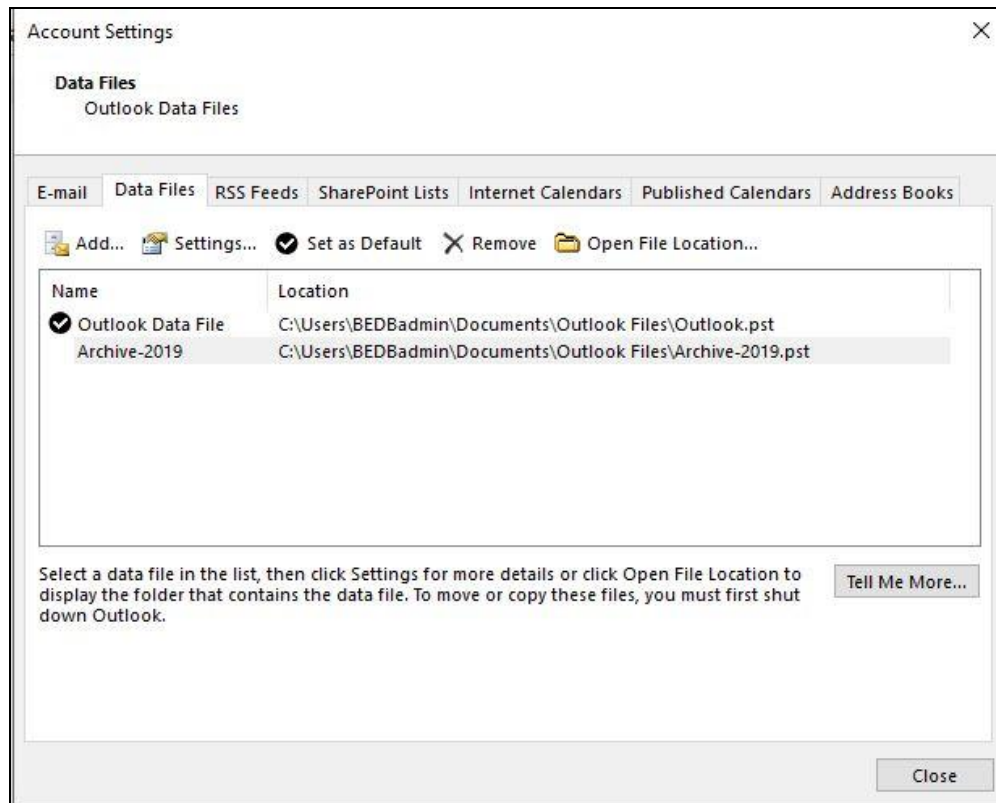 Account Settings
Data Files
Outlook Data Files
E-mail Data Files RSS Feeds SharePoint Lists Internet Calendars Published Calendars Address Books
Add... Settings... Set as Default Remove Open File Location...
Name Location
Outlook Data File C:\Users\BEDBadmin\Documents\Outlook Files\Outlook.pst
Archive-2019 C:\Users\BEDBadmin\Documents\Outlook Files\Archive-2019.pst
Select a data file in the list, then click Settings for more details or click Open File Location to
display the folder that contains the data file. To move or copy these files, you must first shut
down Outlook.
Tell Me More...
Close